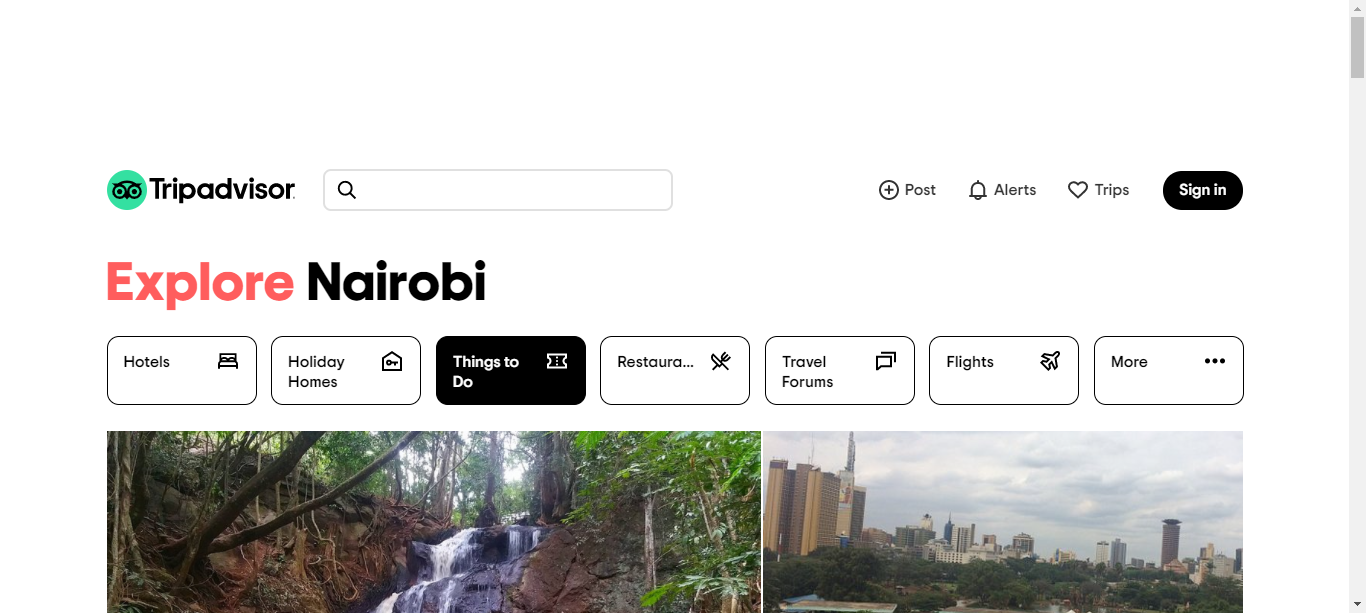 Tripadvisor
Post
Alerts
Trips
Sign in
Explore Nairobi
Hotels
Holiday
Homes
Things to
Do
Restaura...
Travel
Forums
Flights
More